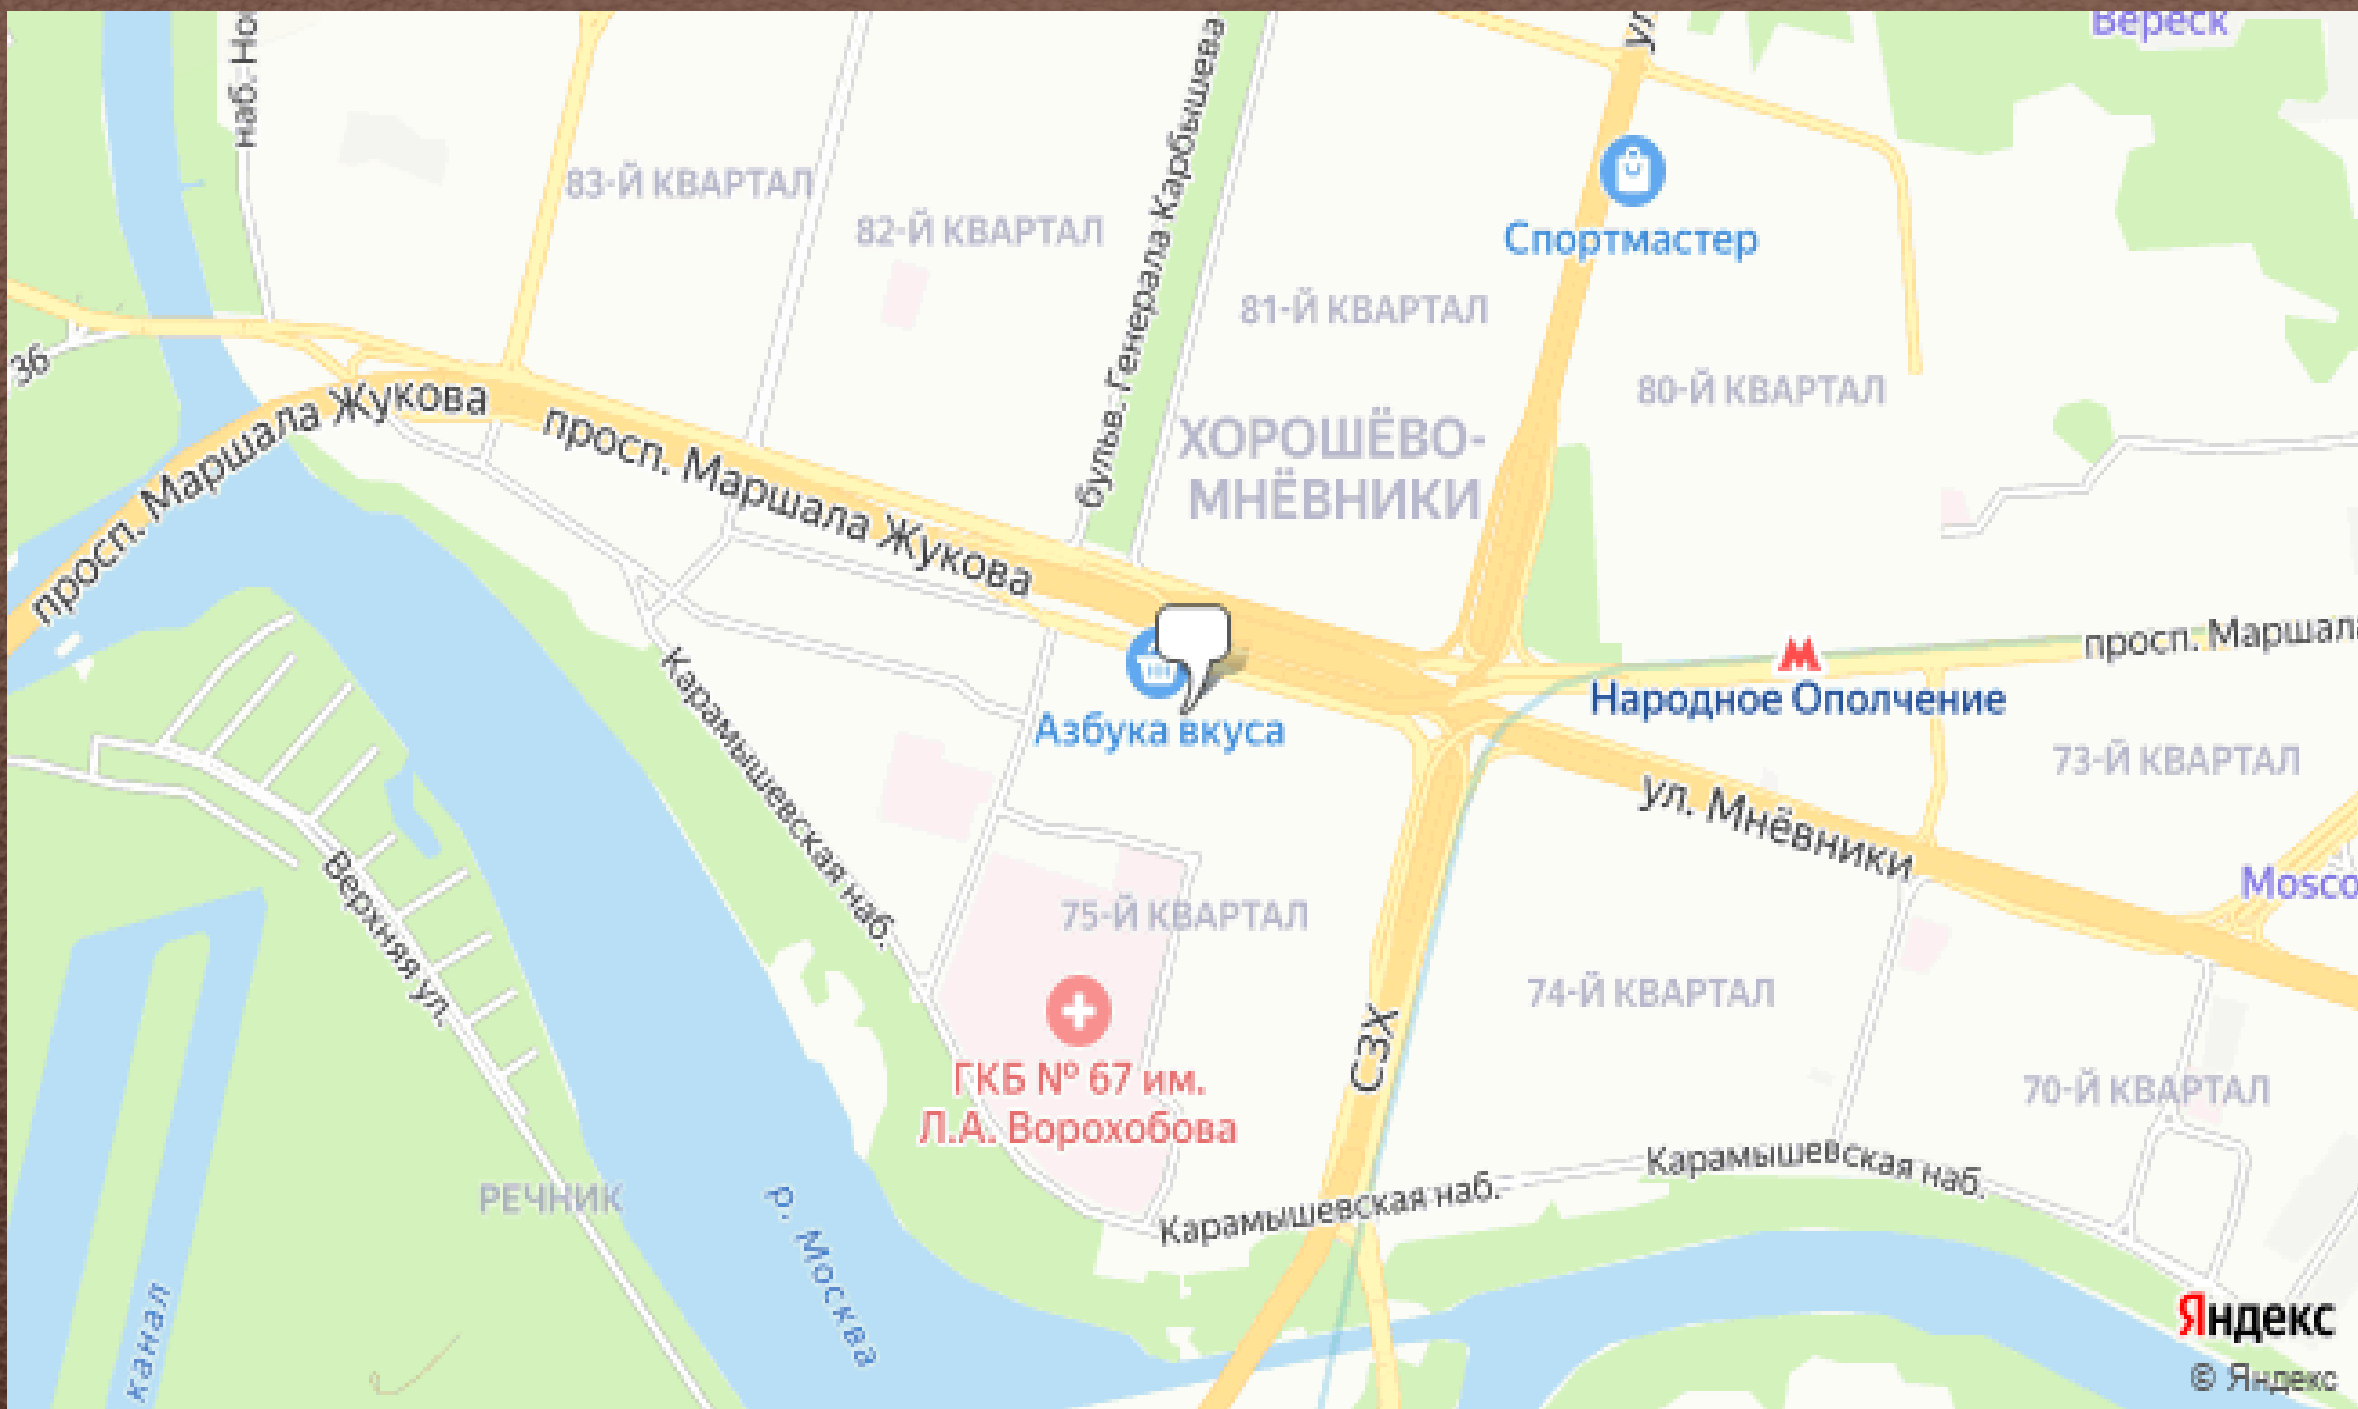 Вереск
83-Й КВАРТАЛ
82-Й КВАРТАЛ
бульв. Генерала Карбышева
Спортмастер
81-Й КВАРТАЛ
80-Й КВАРТАЛ
36
просп. Маршала Жукова
просп. Маршала Жукова
ХОРОШЁВО-
МНЁВНИКИ
просп. Маршала
Народное Ополчение
Азбука вкуса
73-Й КВАРТАЛ
ул. Мнёвники
Карамышевская наб.
Верхняя ул.
75-Й КВАРТАЛ
74-Й КВАРТАЛ
СЗХ
ГКБ № 67 им.
Л.А. Ворохобова
70-Й КВАРТАЛ
Карамышевская наб.
Карамышевская наб.
РЕЧНИК
р. Москва
канал
Яндекс
© Яндекс